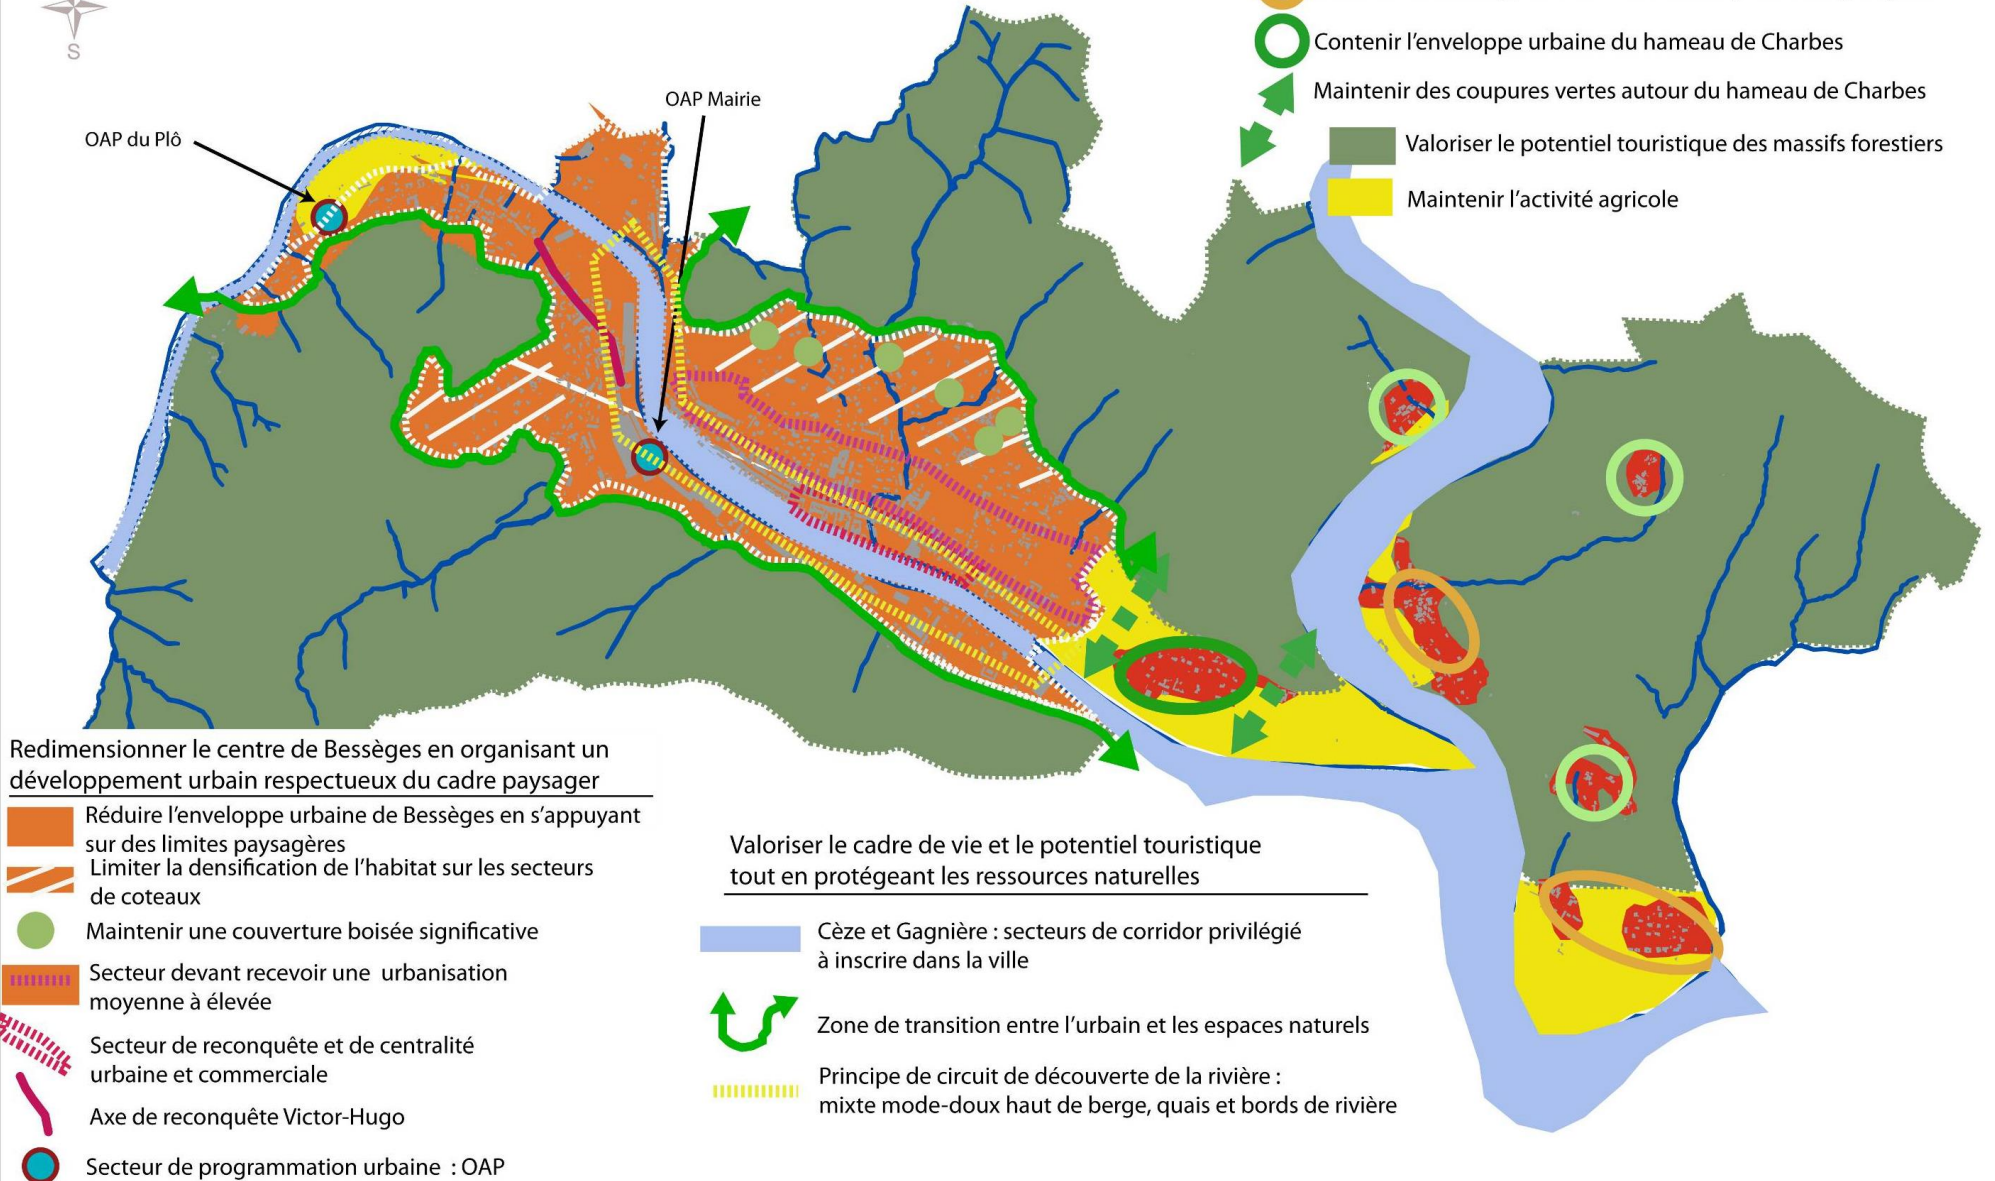 S
Contenir l'enveloppe urbaine du hameau de Charbes
Maintenir des coupures vertes autour du hameau de Charbes
OAP Mairie
OAP du Plô
Valoriser le potentiel touristique des massifs forestiers
Maintenir l'activité agricole
Redimensionner le centre de Bessèges en organisant un
développement urbain respectueux du cadre paysager
Réduire l'enveloppe urbaine de Bessèges en s'appuyant
sur des limites paysagères
Limiter la densification de l'habitat sur les secteurs
de coteaux
Maintenir une couverture boisée significative
Secteur devant recevoir une urbanisation
moyenne à élevée
Secteur de reconquête et de centralité
urbaine et commerciale
Axe de reconquête Victor-Hugo
Secteur de programmation urbaine : OAP
Valoriser le cadre de vie et le potentiel touristique
tout en protégeant les ressources naturelles
Cèze et Gagnière : secteurs de corridor privilégié
à inscrire dans la ville
Zone de transition entre l'urbain et les espaces naturels
Principe de circuit de découverte de la rivière :
mixte mode-doux haut de berge, quais et bords de rivière